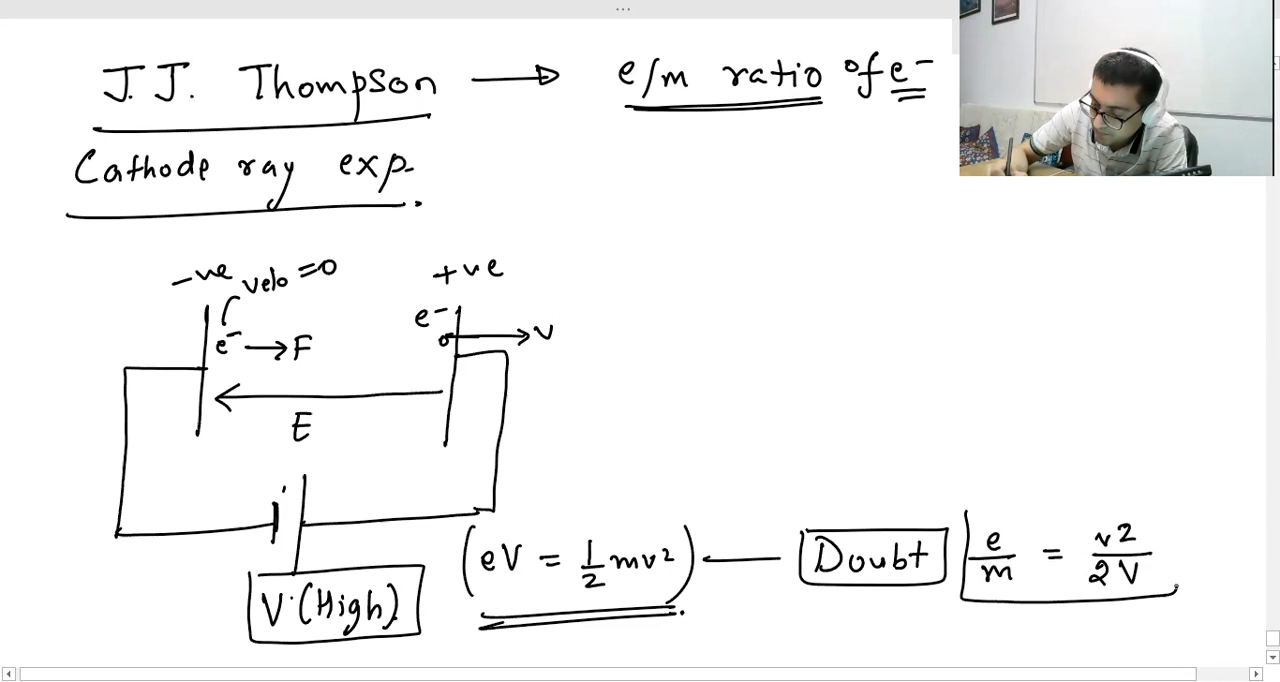 J.J. Thompson → e/m ratio of e⁻
Cathode ray exp.
-ve velo = 0
+ve
e⁻ → F
e⁻
v
E
V (High)
(eV = 1/2 mv²) ← Doubt
e/m = v²/2V